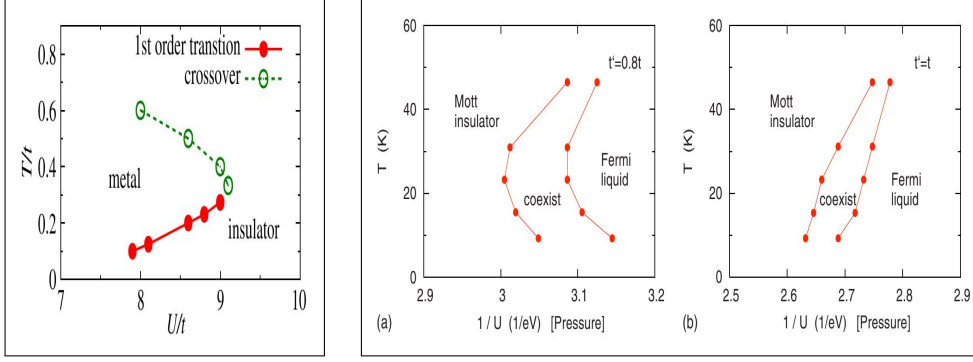 0.8
0.6
0.4
0.2
0
T/t
1st order transtion
crossover
metal
insulator
7
8
9
10
U/t
60
40
20
0
T (K)
t'=0.8t
Mott
insulator
Fermi
liquid
coexist
2.9
3
3.1
3.2
(a)
1 / U (1/eV) [Pressure]
60
40
20
0
T (K)
t'=t
Mott
insulator
Fermi
liquid
coexist
2.5
2.6
2.7
2.8
2.9
(b)
1 / U (1/eV) [Pressure]